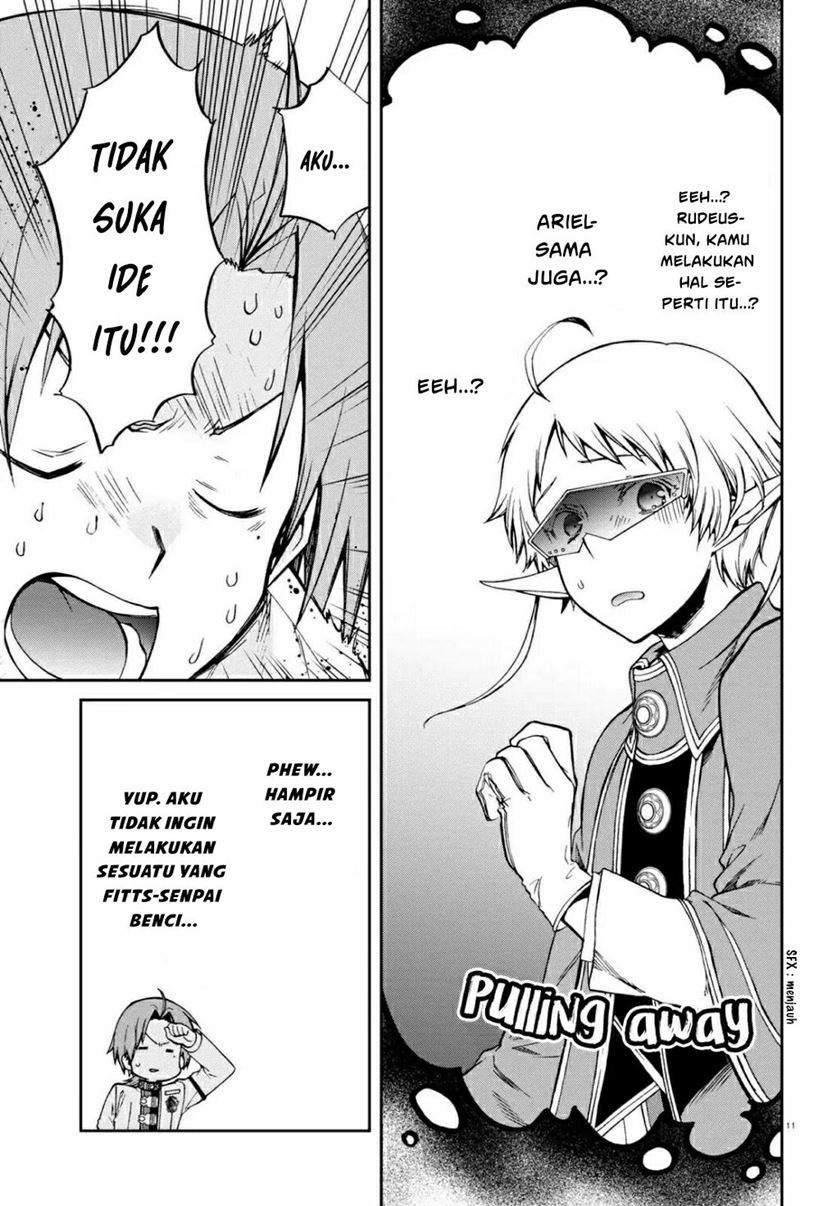 EEH...?
RUDEUS-
KUN, KAMU
MELAKUKAN
HAL SE-
PERTI ITU...?
ARIEL-
SAMA
JUGA...?
EEH...?
Pulling away
SFX : menjauh
AKU...
TIDAK
SUKA
IDE
ITU!!!
PHEW...
HAMPIR
SAJA...
YUP. AKU
TIDAK INGIN
MELAKUKAN
SESUATU YANG
FITTS-SENPAI
BENCI...
11